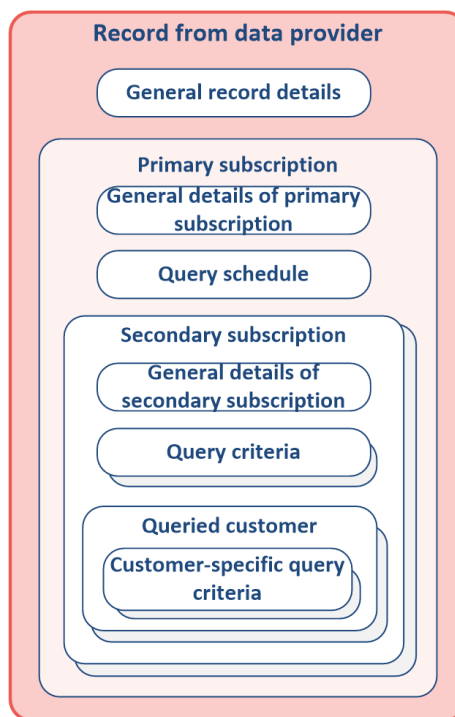 Record from data provider
General record details
Primary subscription
General details of primary
subscription
Query schedule
Secondary subscription
General details of
secondary subscription
Query criteria
Queried customer
Customer-specific query
criteria